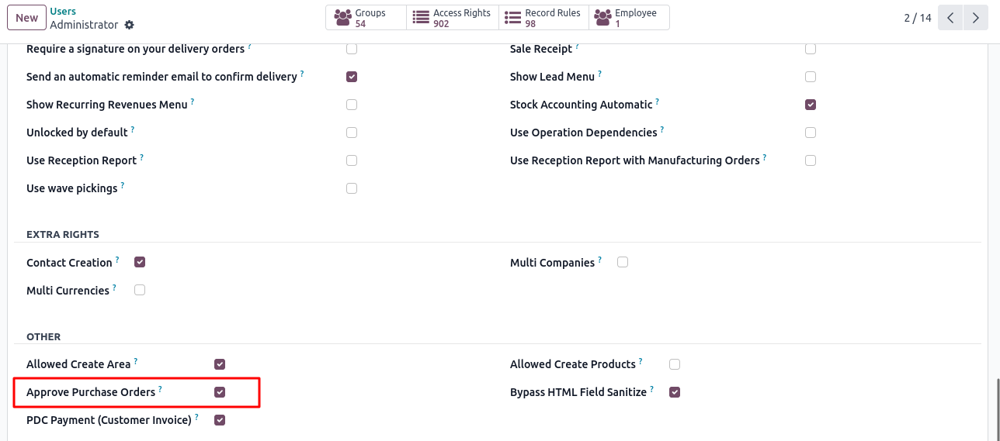 New
Users
Administrator
Groups
54
Access Rights
902
Record Rules
98
Employee
1
2 / 14
Require a signature on your delivery orders ?
Sale Receipt ?
Send an automatic reminder email to confirm delivery ?
Show Lead Menu ?
Show Recurring Revenues Menu ?
Stock Accounting Automatic ?
Unlocked by default ?
Use Operation Dependencies ?
Use Reception Report ?
Use Reception Report with Manufacturing Orders ?
Use wave pickings ?
EXTRA RIGHTS
Contact Creation ?
Multi Companies ?
Multi Currencies ?
OTHER
Allowed Create Area ?
Allowed Create Products ?
Approve Purchase Orders ?
Bypass HTML Field Sanitize ?
PDC Payment (Customer Invoice) ?